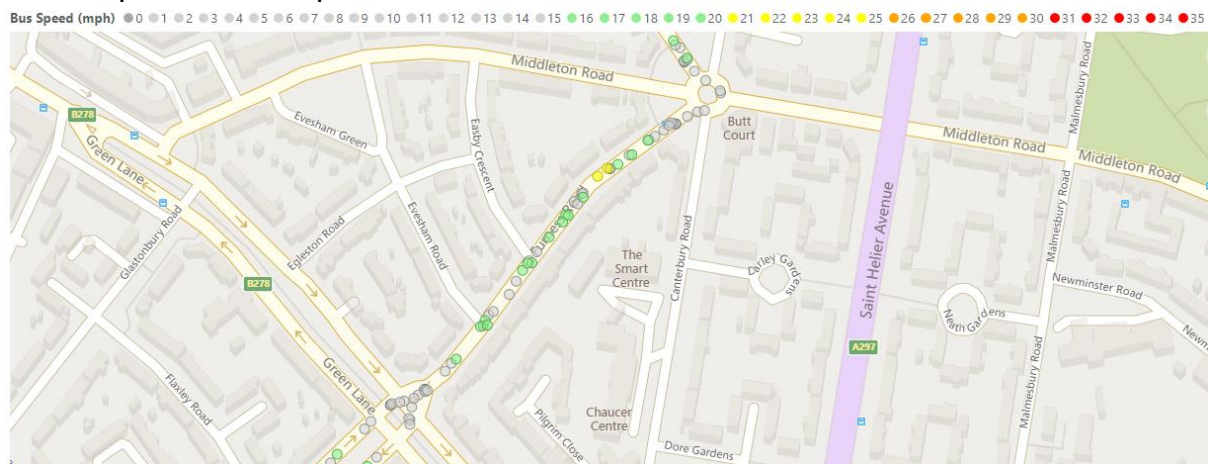 Bus Speed (mph) 0 1 2 3 4 5 6 7 8 9 10 11 12 13 14 15 16 17 18 19 20 21 22 23 24 25 26 27 28 29 30 31 32 33 34 35
Middleton Road
B278
Evesham Green
Easby Crescent
Butt
Court
Middleton Road
Malmesbury Road
Middleton Road
Green Lane
Glastonbury Road
Egleston Road
Evesham Road
Saint Helier Avenue
The
Smart
Centre
Canterbury Road
Gardens
B278
Malmesbury Road
Newminster Road
Neath Gardens
A297
Green Lane
Flaxley Road
Malmesbury Road
Chaucer
Centre
Pilgrim Close
Dore Gardens